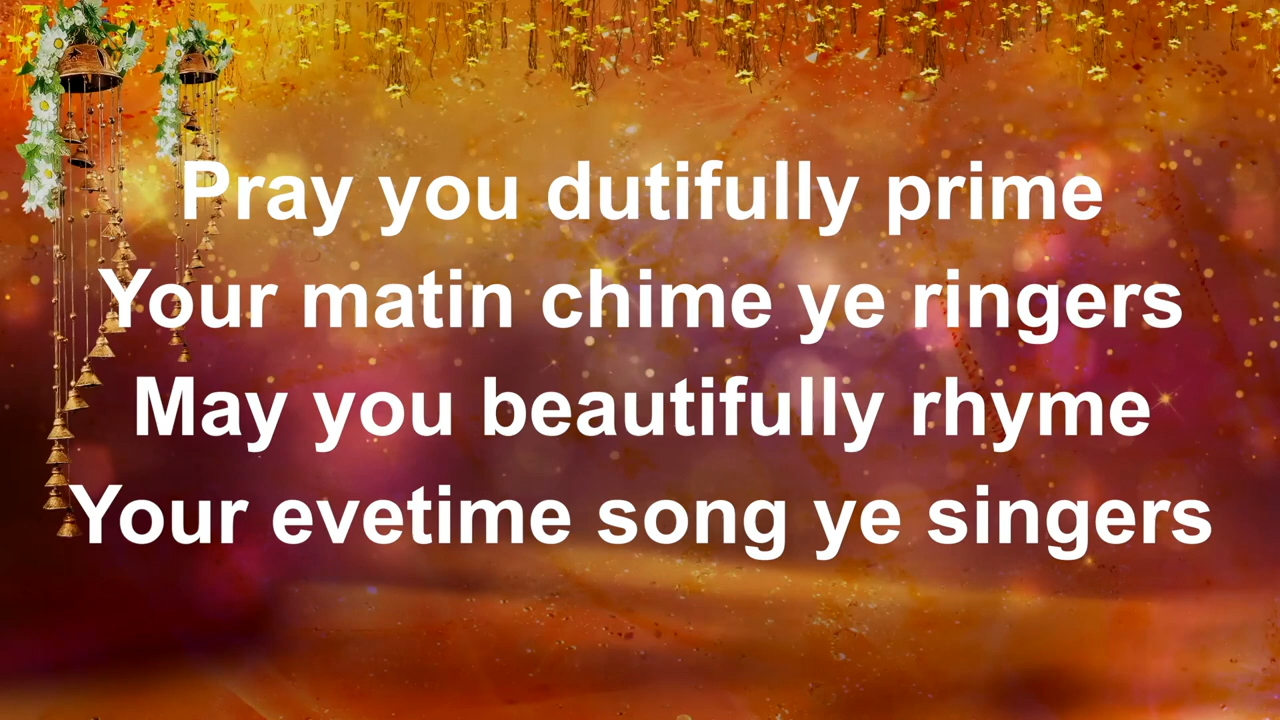 Pray you dutifully prime
Your matin chime ye ringers
May you beautifully rhyme
Your evetime song ye singers